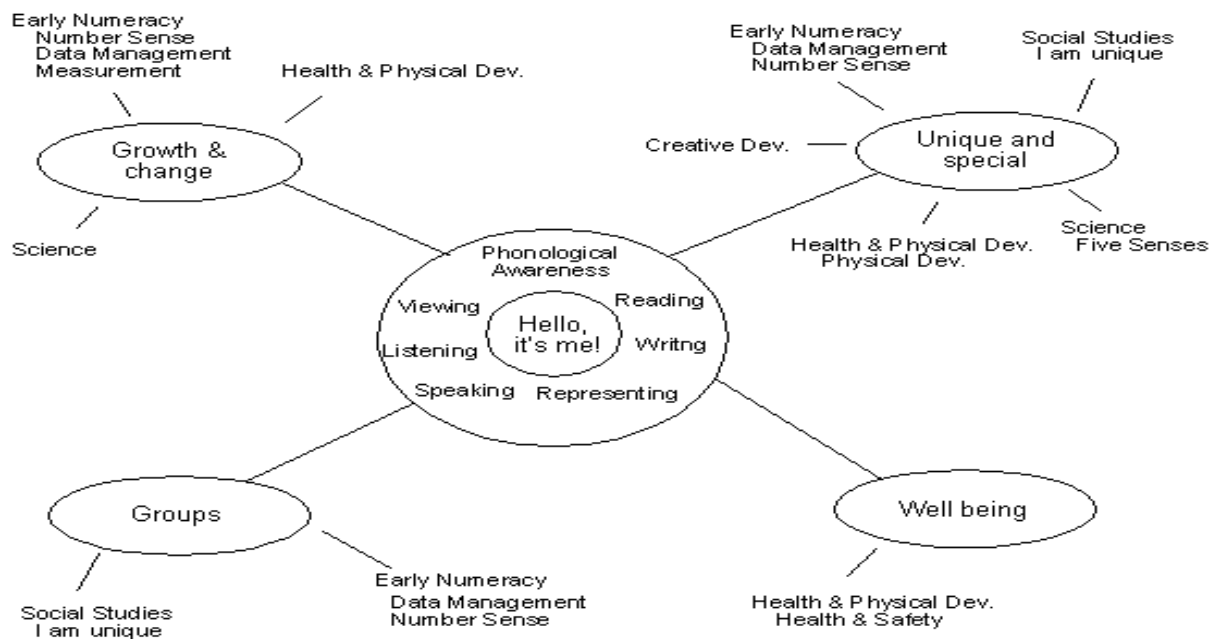 Early Numeracy
Number Sense
Data Management
Measurement
Health & Physical Dev.
Growth &
change
Science
Early Numeracy
Data Management
Number Sense
Social Studies
I am unique
Creative Dev.
Unique and
special
Health & Physical Dev.
Physical Dev.
Science
Five Senses
Phonological
Awareness
Viewing
Reading
Hello,
it's me!
Listening
Writng
Speaking
Representing
Groups
Social Studies
I am unique
Early Numeracy
Data Management
Number Sense
Well being
Health & Physical Dev.
Health & Safety